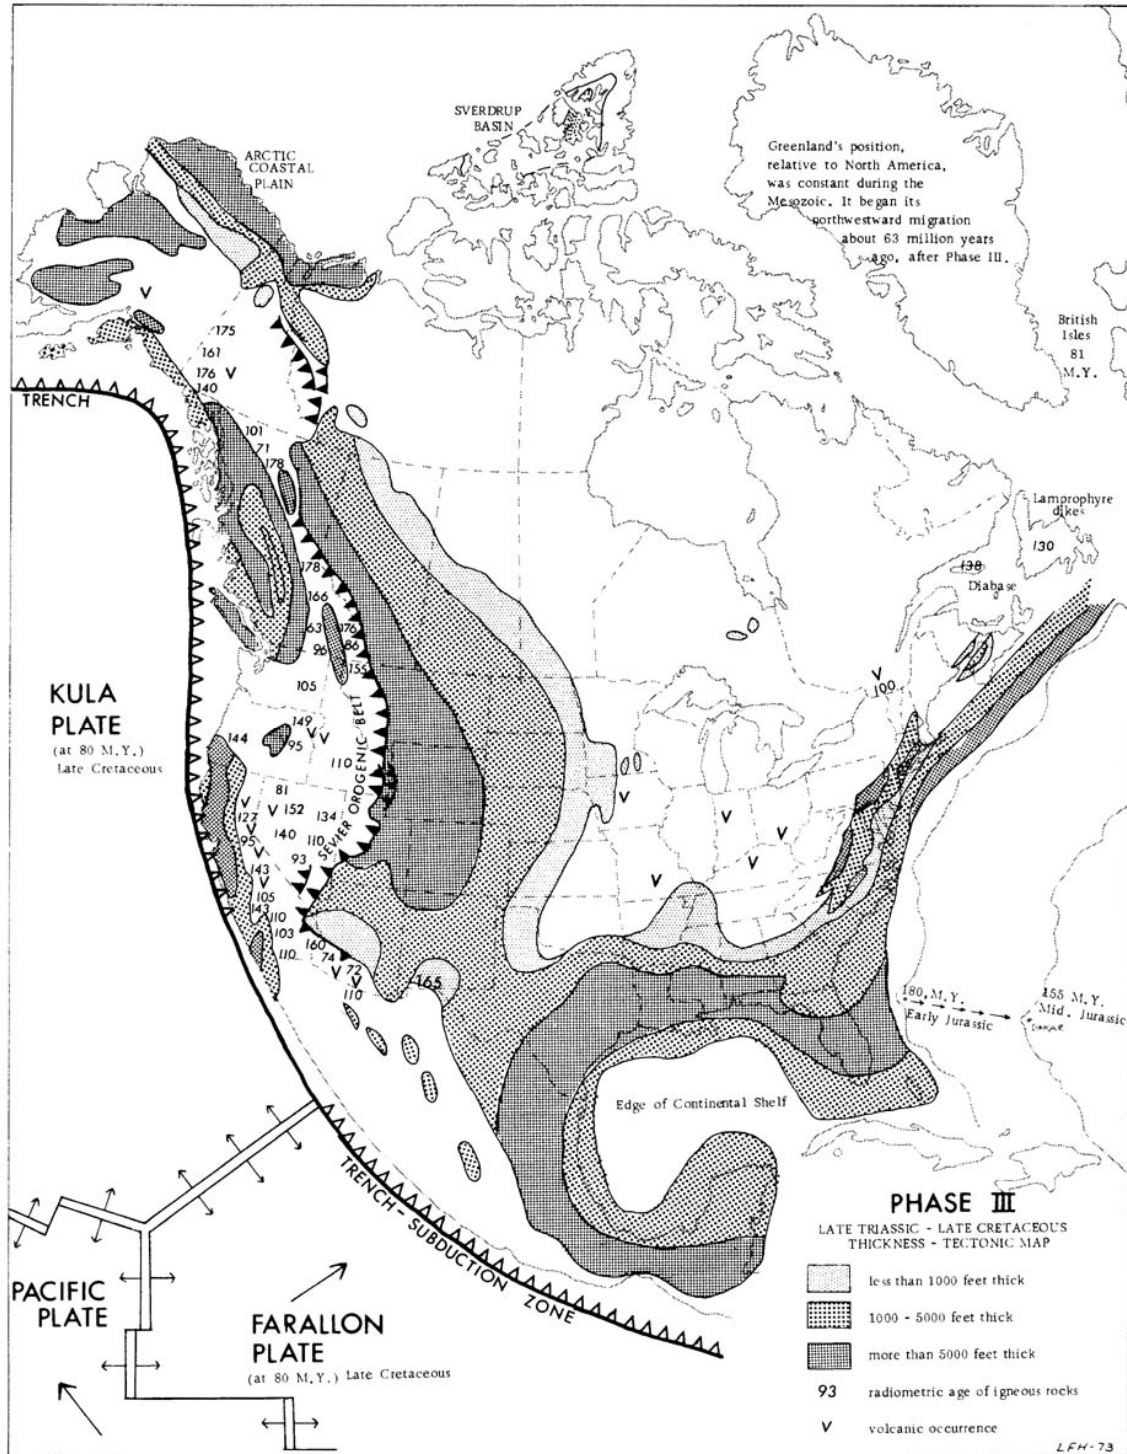 SVERDRUP
BASIN
ARCTIC
COASTAL
PLAIN
Greenland's position,
relative to North America,
was constant during the
Mesozoic. It began its
northwestward migration
about 63 million years
ago, after Phase III.
British
Isles
81
M.Y.
175
161
176 V
140
V
TRENCH
101
71
178
Lamprophyre
dikes
130
138
Diabase
178
166
63 176
96 86
155
105
V
100
KULA
PLATE
(at 80 M.Y.)
Late Cretaceous
144
149
V V
95
110
SEVIER OROGENIC BELT
81
V V 152 134
127
V
95 140 110
V
93
143
V
105
143 110
V
103
110
160
74
V 72
V
110
165
V
V V
V
V
180 M.Y.
Early Jurassic
155 M.Y.
Mid. Jurassic
DAKAR
Edge of Continental Shelf
TRENCH - SUBDUCTION ZONE
PACIFIC
PLATE
FARALLON
PLATE
(at 80 M.Y.) Late Cretaceous
PHASE III
LATE TRIASSIC - LATE CRETACEOUS
THICKNESS - TECTONIC MAP
less than 1000 feet thick
1000 - 5000 feet thick
more than 5000 feet thick
93 radiometric age of igneous rocks
V volcanic occurrence
LFH-73